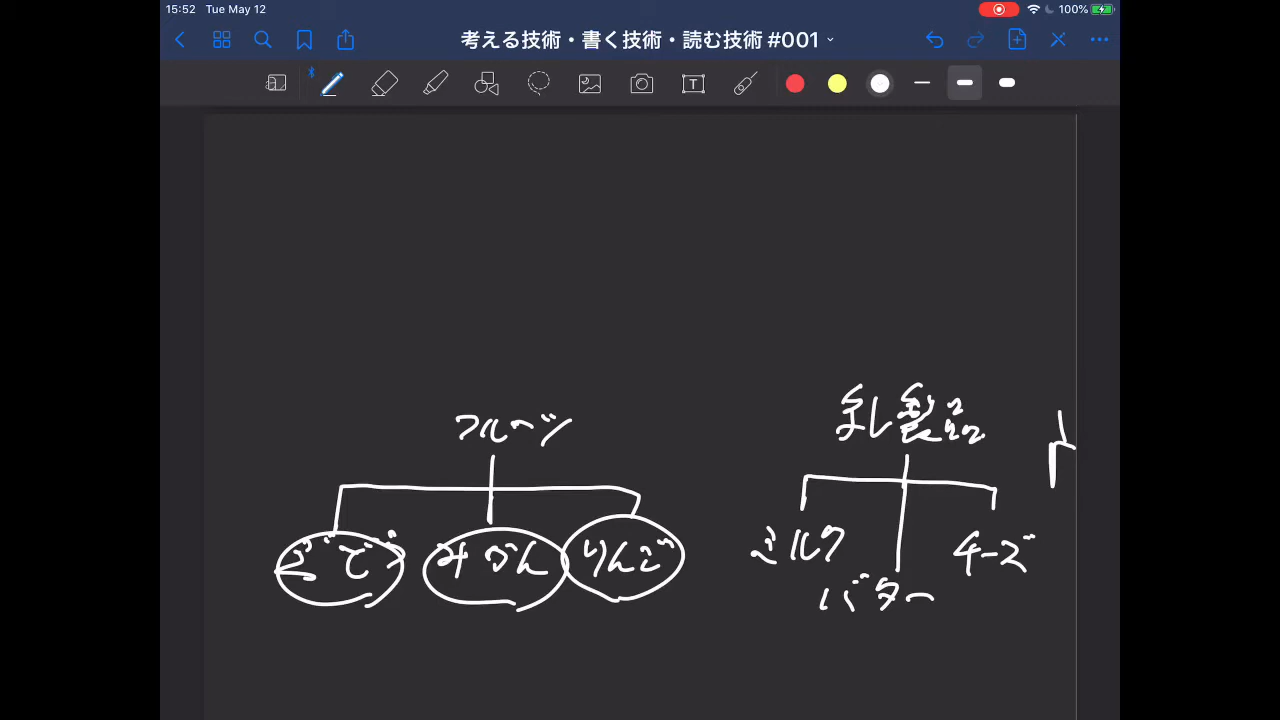 15:52 Tue May 12 100%
考える技術・書く技術・読む技術 #001
乳製品
フルーツ
ぶどう みかん りんご
ミルク チーズ
バター